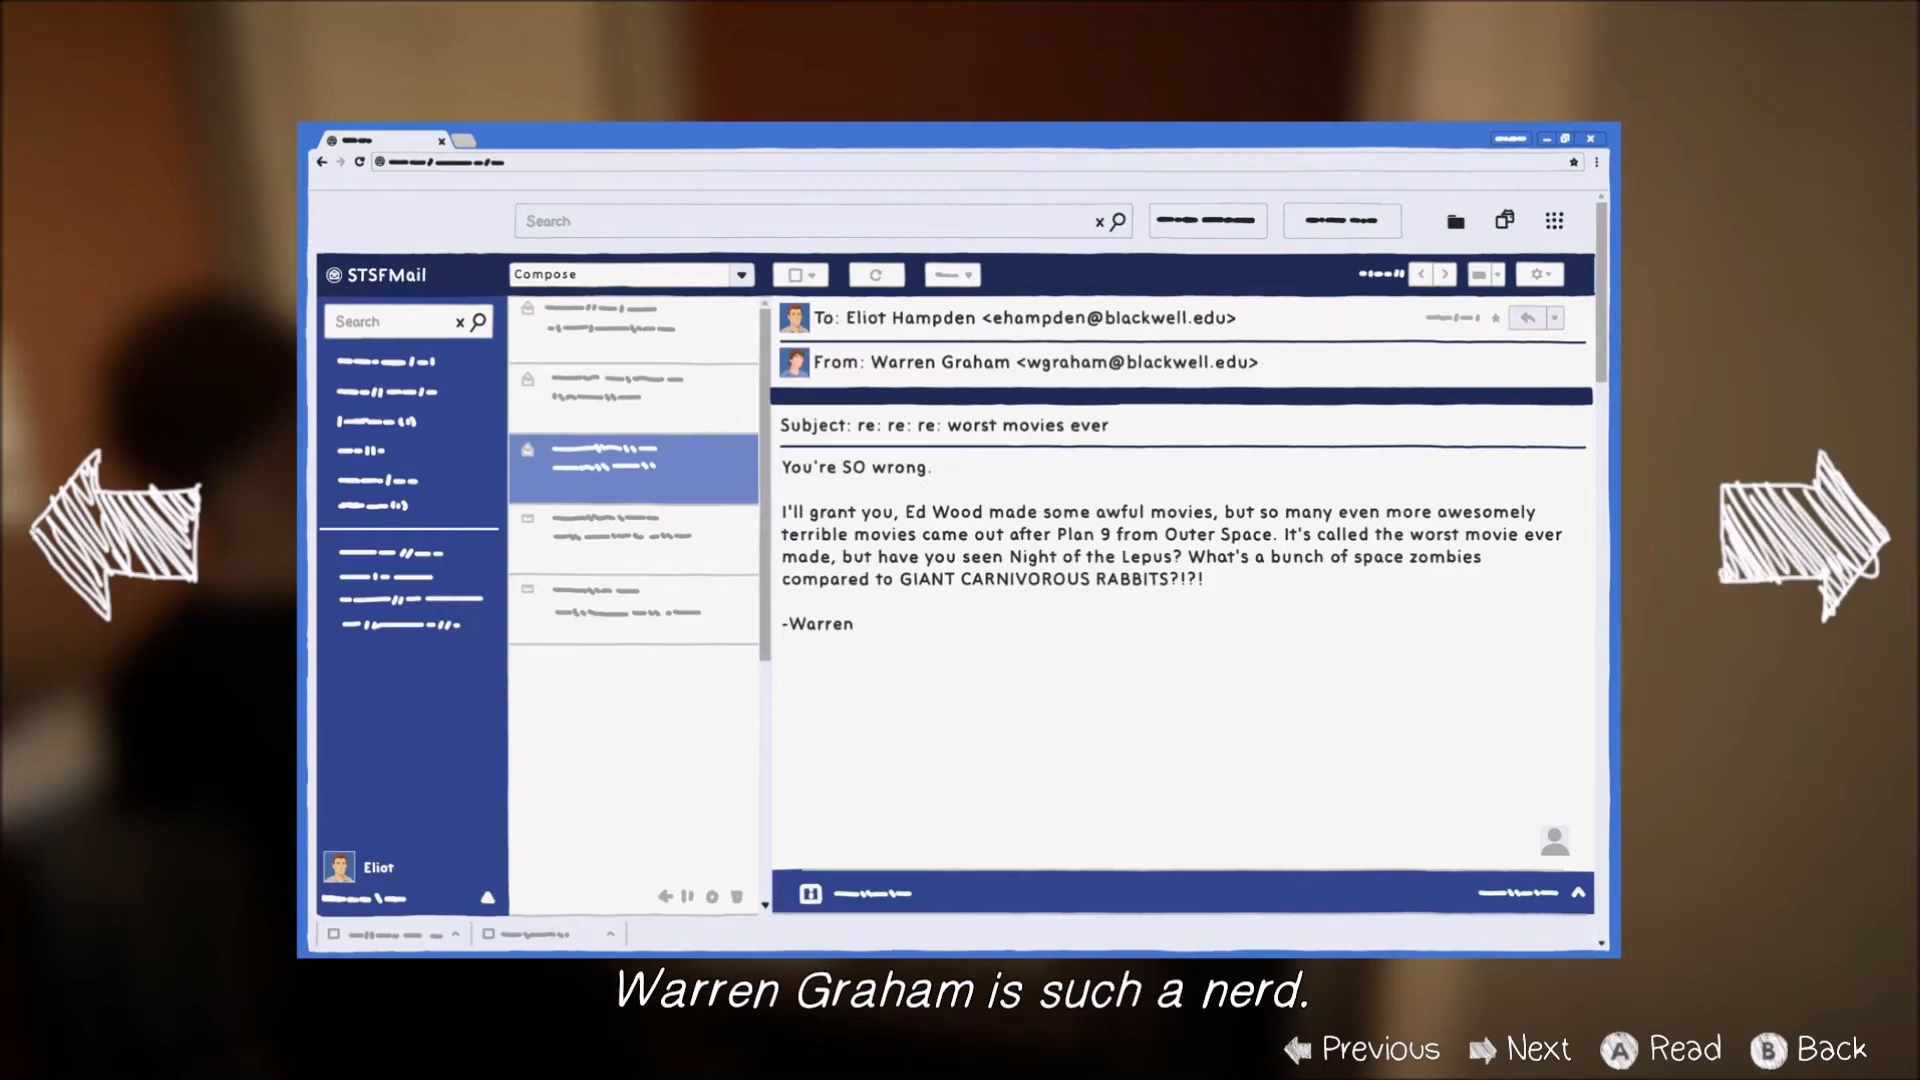 Search
STSFMail
Compose
Search
To: Eliot Hampden <ehampden@blackwell.edu>
From: Warren Graham <wgraham@blackwell.edu>
Subject: re: re: re: worst movies ever
You're SO wrong.
I'll grant you, Ed Wood made some awful movies, but so many even more awesomely
terrible movies came out after Plan 9 from Outer Space. It's called the worst movie ever
made, but have you seen Night of the Lepus? What's a bunch of space zombies
compared to GIANT CARNIVOROUS RABBITS?!?!
-Warren
Eliot
Warren Graham is such a nerd.
Previous Next A Read B Back